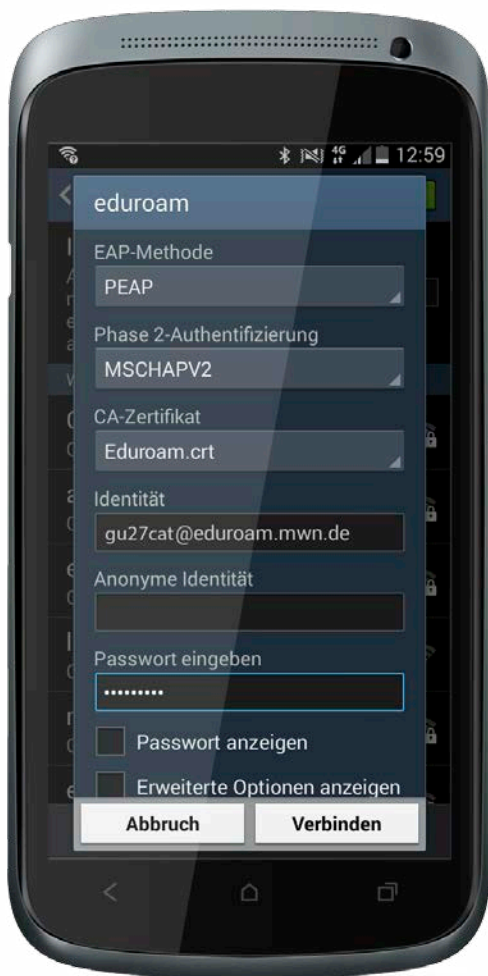 4G 12:59
eduroam
EAP-Methode
PEAP
Phase 2-Authentifizierung
MSCHAPV2
CA-Zertifikat
Eduroam.crt
Identität
gu27cat@eduroam.mwn.de
Anonyme Identität
Passwort eingeben
•••••••••
Passwort anzeigen
Erweiterte Optionen anzeigen
Abbruch Verbinden